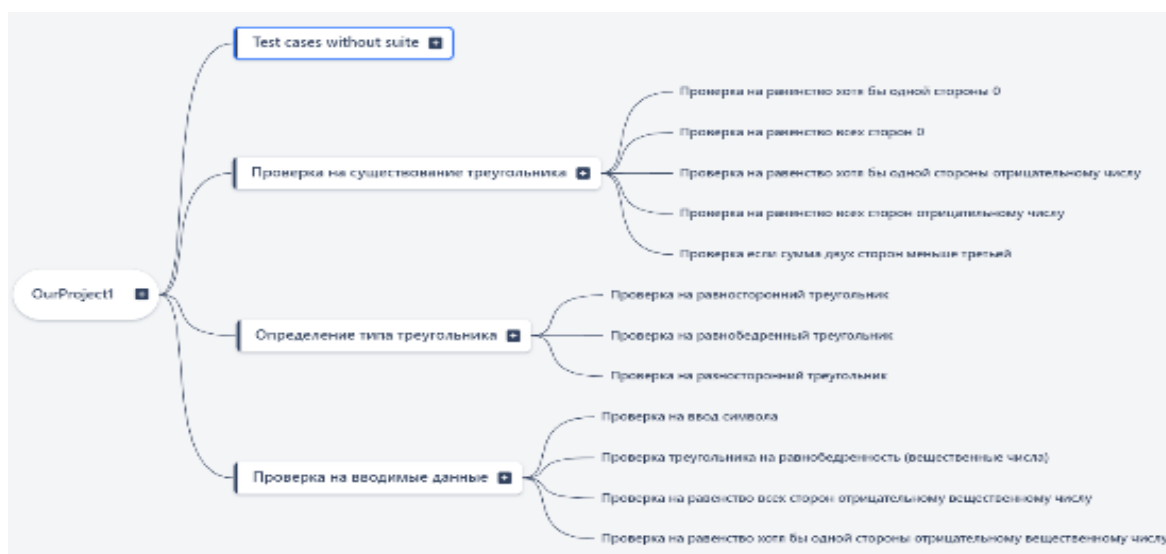 Test cases without suite
Проверка на равенство хотя бы одной стороны 0
Проверка на равенство всех сторон 0
Проверка на существование треугольника
Проверка на равенство хотя бы одной стороны отрицательному числу
Проверка на равенство всех сторон отрицательному числу
Проверка если сумма двух сторон меньше третьей
OurProject1
Проверка на равносторонний треугольник
Определение типа треугольника
Проверка на равнобедренный треугольник
Проверка на разносторонний треугольник
Проверка на ввод символа
Проверка треугольника на равнобедренность (вещественные числа)
Проверка на вводимые данные
Проверка на равенство всех сторон отрицательному вещественному числу
Проверка на равенство хотя бы одной стороны отрицательному вещественному числу